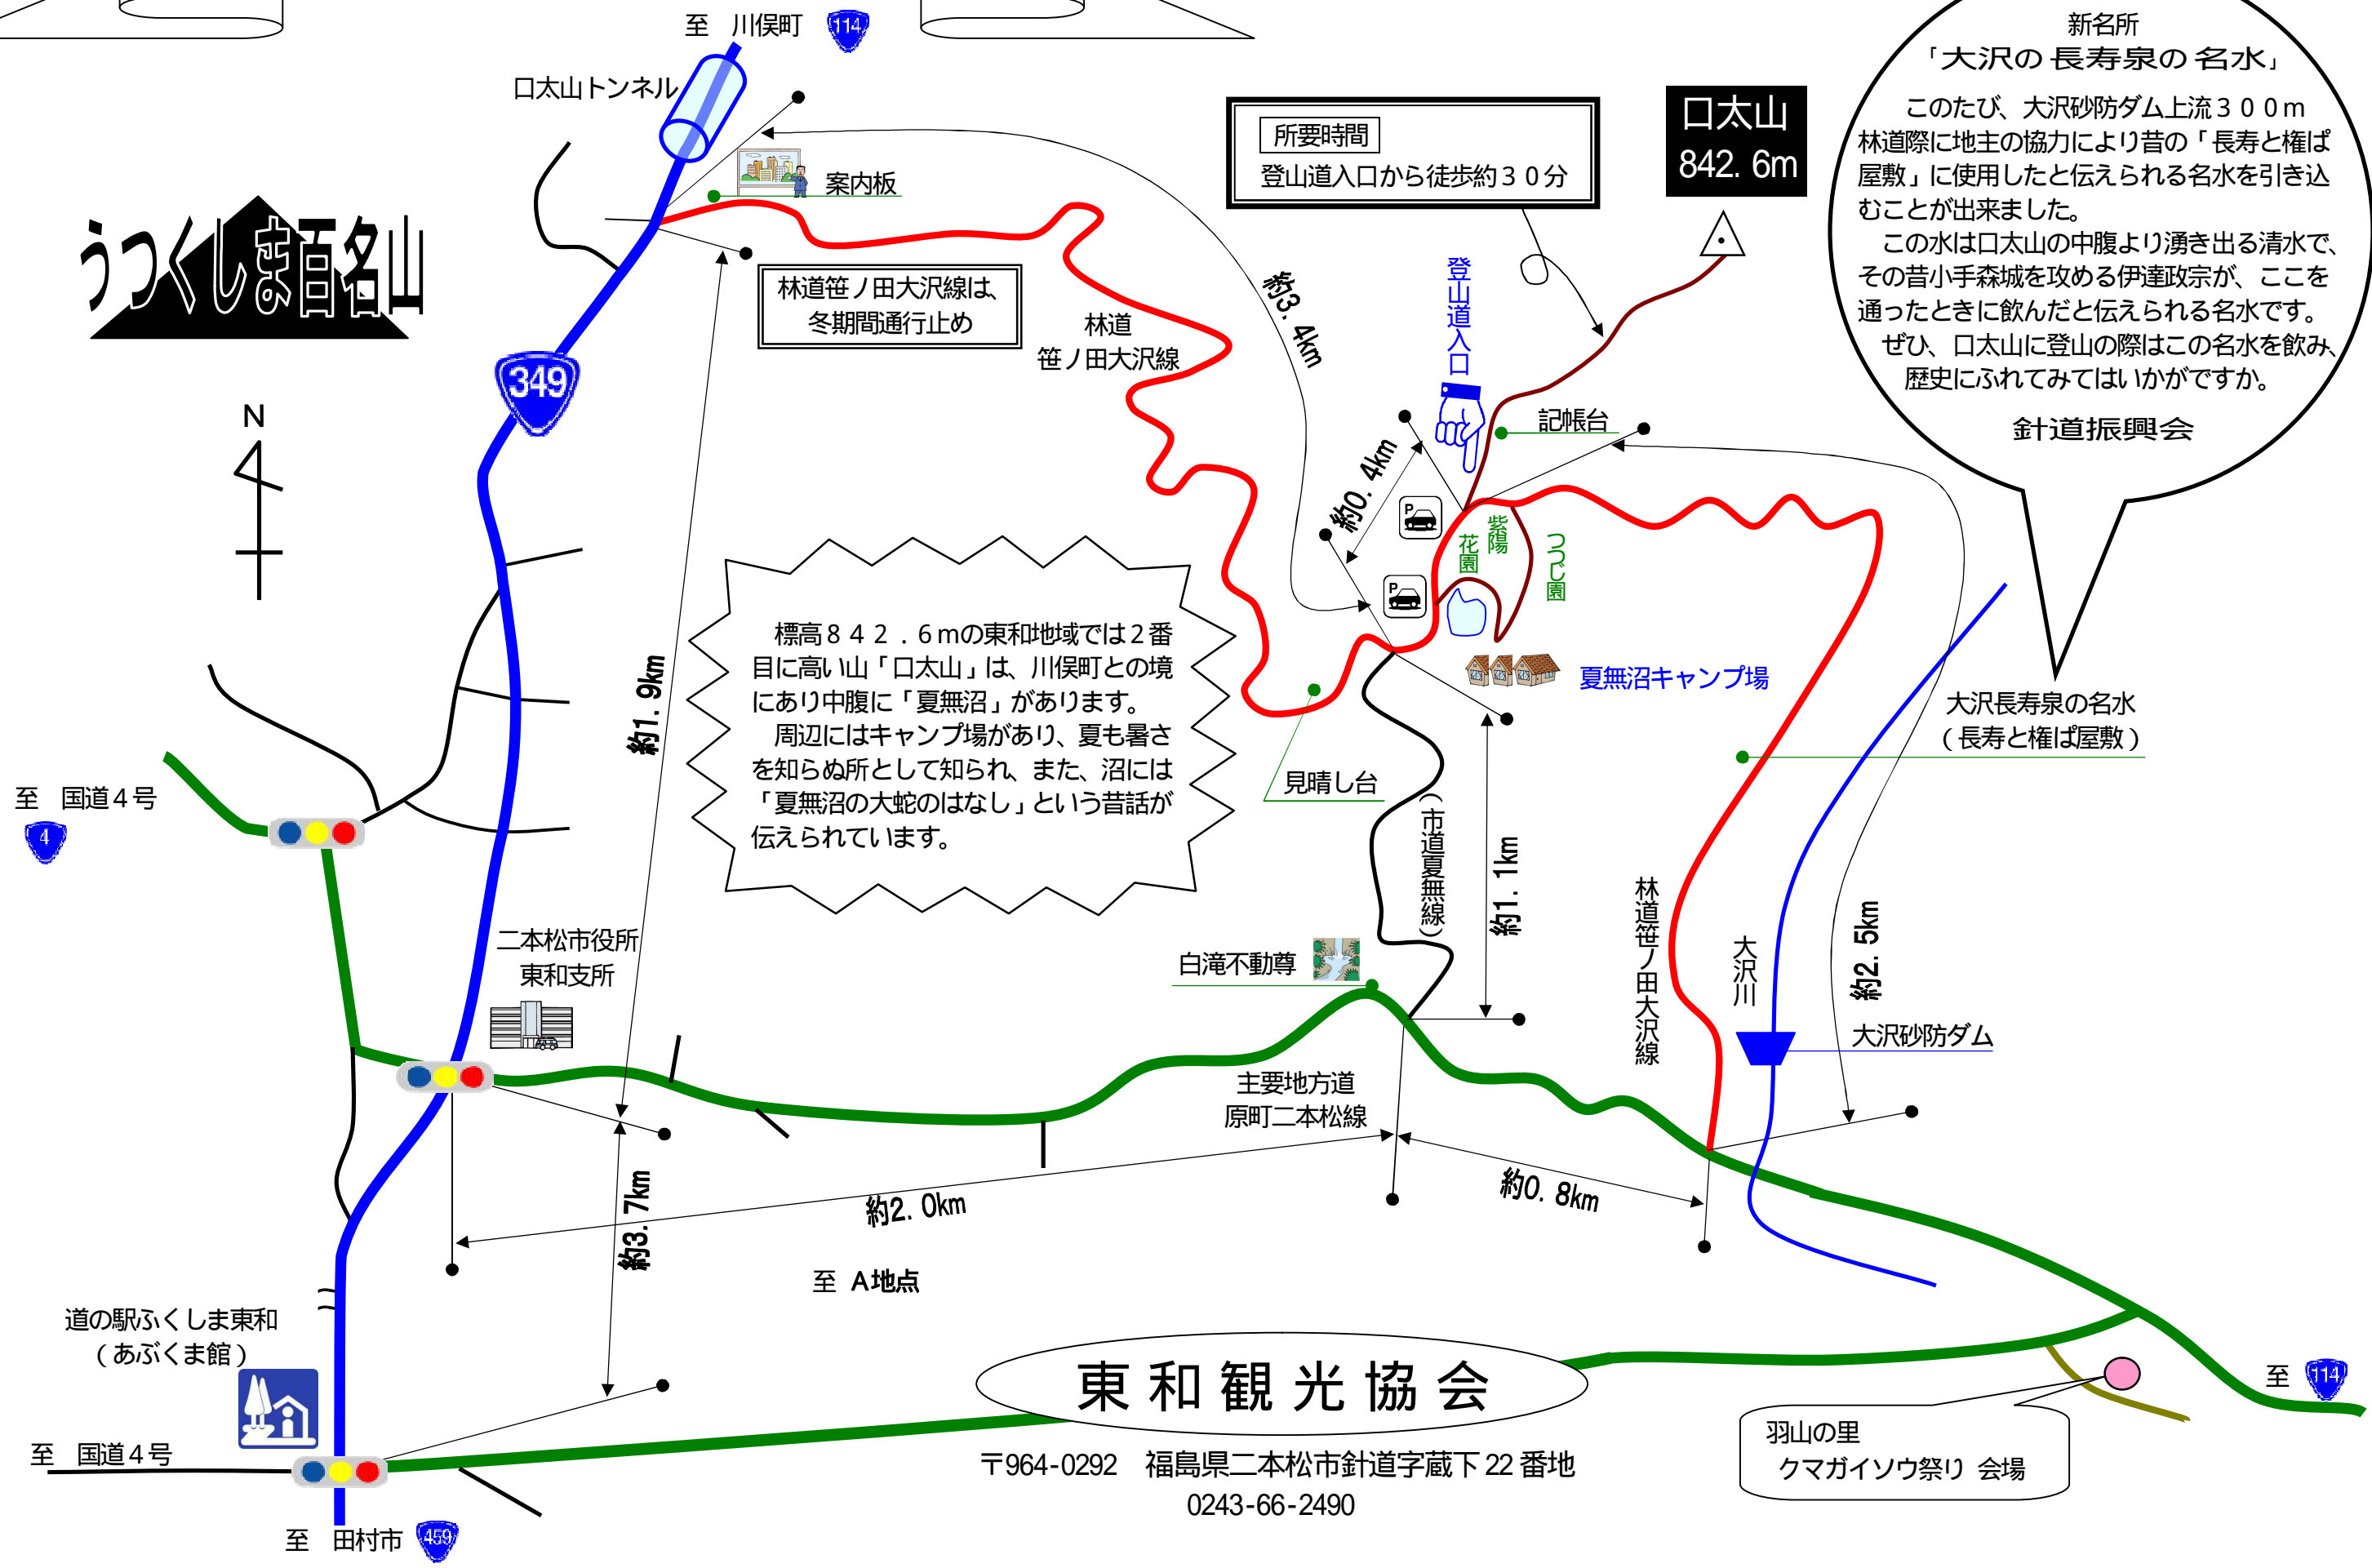 至　川俣町
114
口太山トンネル
案内板
所要時間
登山道入口から徒歩約３０分
口太山
842.6m
新名所
「大沢の長寿泉の名水」
このたび、大沢砂防ダム上流３００ｍ
林道際に地主の協力により昔の「長寿と権ぱ
屋敷」に使用したと伝えられる名水を引き込
むことが出来ました。
この水は口太山の中腹より湧き出る清水で、
その昔小手森城を攻める伊達政宗が、ここを
通ったときに飲んだと伝えられる名水です。
ぜひ、口太山に登山の際はこの名水を飲み、
歴史にふれてみてはいかがですか。
針道振興会
うつくしま百名山
林道笹ノ田大沢線は、
冬期間通行止め
林道
笹ノ田大沢線
約3.4km
登山道入口
349
N
記帳台
約0.4km
P
P
紫陽
花園
つつじ園
夏無沼キャンプ場
標高８４２．６ｍの東和地域では２番
目に高い山「口太山」は、川俣町との境
にあり中腹に「夏無沼」があります。
周辺にはキャンプ場があり、夏も暑さ
を知らぬ所として知られ、また、沼には
「夏無沼の大蛇のはなし」という昔話が
伝えられています。
約1.9km
見晴し台
大沢長寿泉の名水
（長寿と権ぱ屋敷）
至　国道４号
4
（市道夏無線）
約1.1km
林道笹ノ田大沢線
大沢川
約2.5km
大沢砂防ダム
二本松市役所
東和支所
白滝不動尊
主要地方道
原町二本松線
約2.0km
約0.8km
約3.7km
至　A地点
道の駅ふくしま東和
（あぶくま館）
至　国道４号
至　田村市
459
東和観光協会
〒964-0292　福島県二本松市針道字蔵下22番地
0243-66-2490
至
114
羽山の里
クマガイソウ祭り 会場